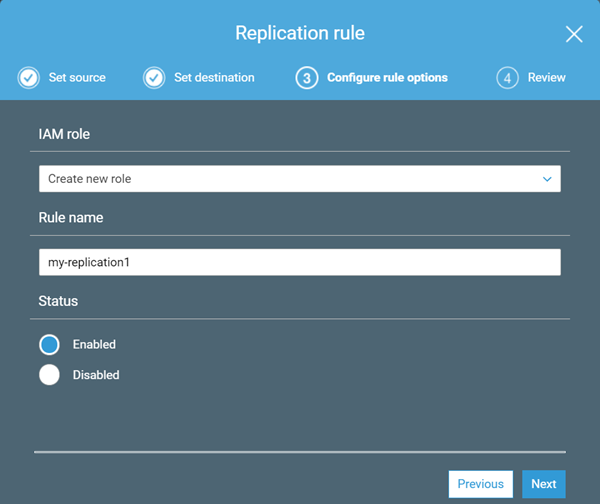 Replication rule
Set source
Set destination
3 Configure rule options
4 Review
IAM role
Create new role
Rule name
my-replication1
Status
Enabled
Disabled
Previous
Next